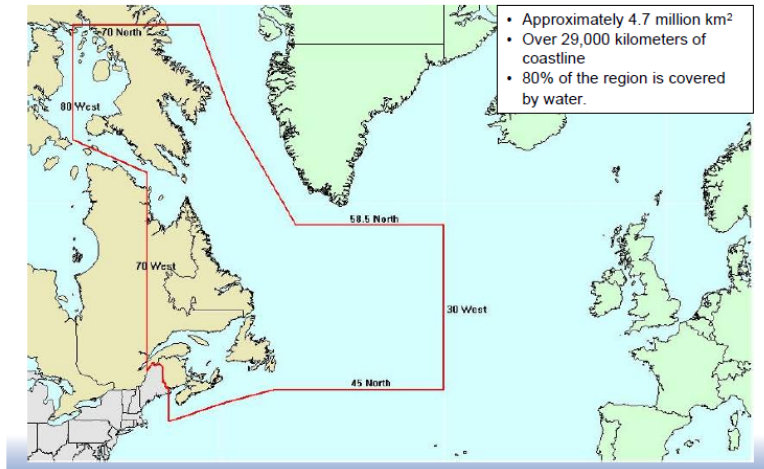 • Approximately 4.7 million km²
• Over 29,000 kilometers of
coastline
• 80% of the region is covered
by water.
70 North
80 West
58.5 North
70 West
30 West
45 North